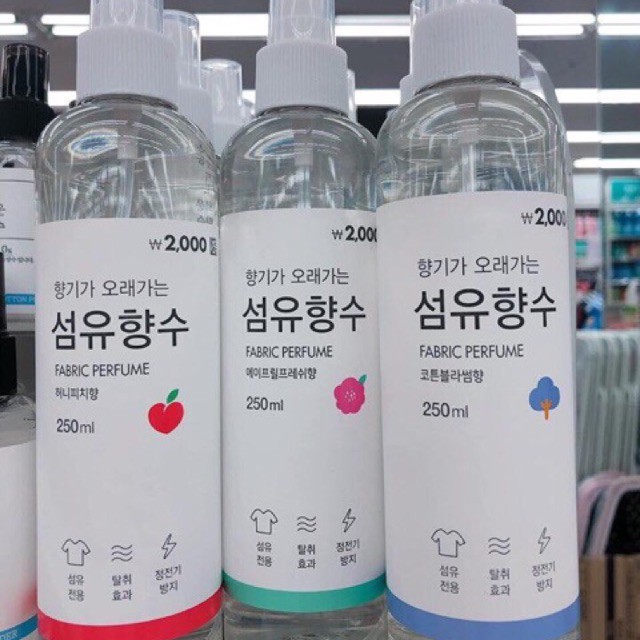 ₩2,000
향기가 오래가는
섬유향수
FABRIC PERFUME
허니피치향
250ml
섬유
전용
탈취
효과
정전기
방지
₩2,000
향기가 오래가는
섬유향수
FABRIC PERFUME
에이프릴프레쉬향
250ml
섬유
전용
탈취
효과
정전기
방지
₩2,000
향기가 오래가는
섬유향수
FABRIC PERFUME
코튼블라썸향
250ml
섬유
전용
탈취
효과
정전기
방지